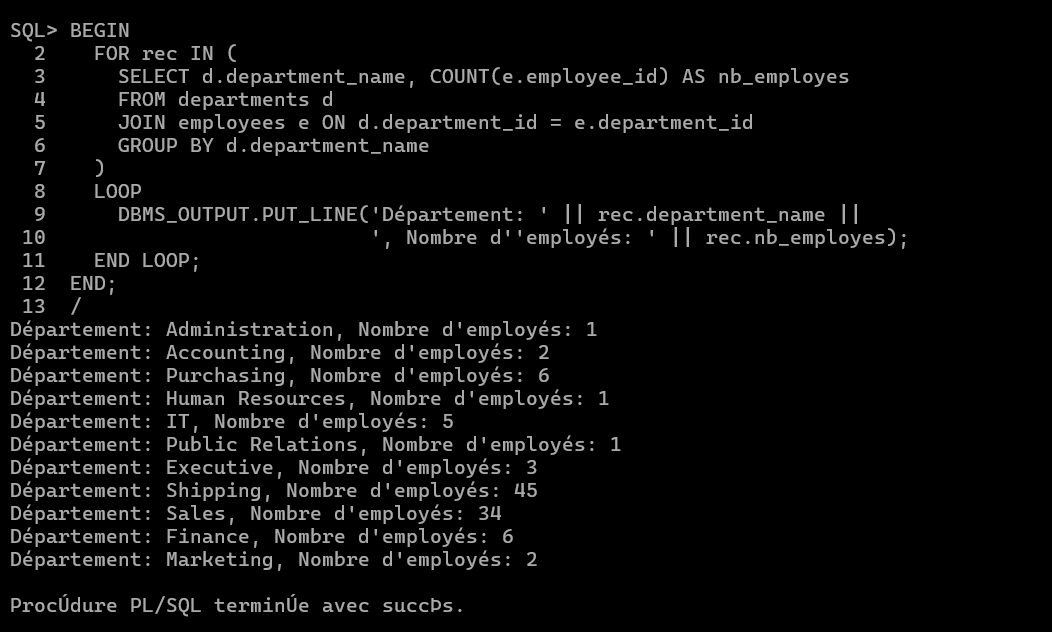 SQL> BEGIN
  2    FOR rec IN (
  3      SELECT d.department_name, COUNT(e.employee_id) AS nb_employes
  4      FROM departments d
  5      JOIN employees e ON d.department_id = e.department_id
  6      GROUP BY d.department_name
  7    )
  8    LOOP
  9      DBMS_OUTPUT.PUT_LINE('Département: ' || rec.department_name ||
 10                           ', Nombre d''employés: ' || rec.nb_employes);
 11    END LOOP;
 12  END;
 13  /
Département: Administration, Nombre d'employés: 1
Département: Accounting, Nombre d'employés: 2
Département: Purchasing, Nombre d'employés: 6
Département: Human Resources, Nombre d'employés: 1
Département: IT, Nombre d'employés: 5
Département: Public Relations, Nombre d'employés: 1
Département: Executive, Nombre d'employés: 3
Département: Shipping, Nombre d'employés: 45
Département: Sales, Nombre d'employés: 34
Département: Finance, Nombre d'employés: 6
Département: Marketing, Nombre d'employés: 2

ProcÚdure PL/SQL terminÚe avec succÞs.